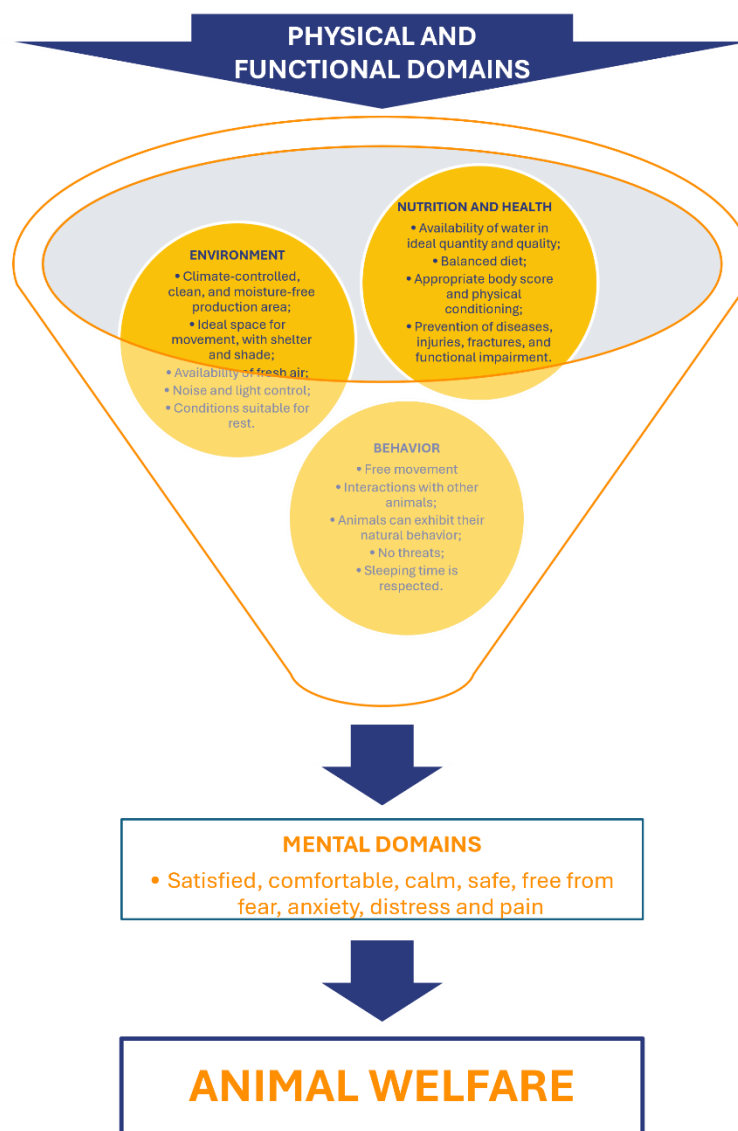 PHYSICAL AND
FUNCTIONAL DOMAINS
NUTRITION AND HEALTH
• Availability of water in
ideal quantity and quality;
• Balanced diet;
• Appropriate body score
and physical
conditioning;
• Prevention of diseases,
injuries, fractures, and
functional impairment.
ENVIRONMENT
• Climate-controlled,
clean, and moisture-free
production area;
• Ideal space for
movement, with shelter
and shade;
• Availability of fresh air;
• Noise and light control;
• Conditions suitable for
rest.
BEHAVIOR
• Free movement
• Interactions with other
animals;
• Animals can exhibit their
natural behavior;
• No threats;
• Sleeping time is
respected.
MENTAL DOMAINS
• Satisfied, comfortable, calm, safe, free from
fear, anxiety, distress and pain
ANIMAL WELFARE